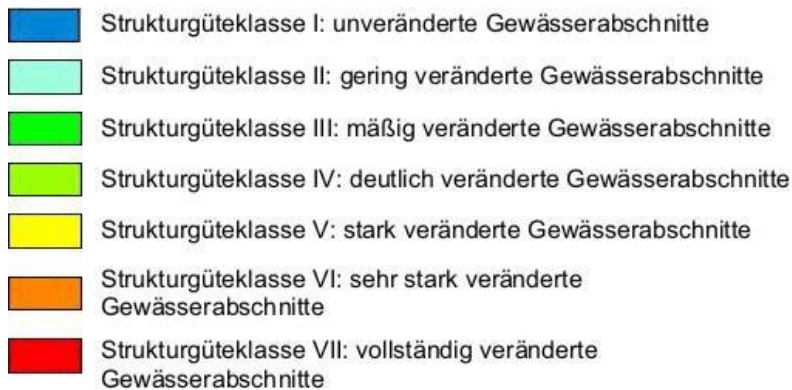 Strukturgüteklasse I: unveränderte Gewässerabschnitte
Strukturgüteklasse II: gering veränderte Gewässerabschnitte
Strukturgüteklasse III: mäßig veränderte Gewässerabschnitte
Strukturgüteklasse IV: deutlich veränderte Gewässerabschnitte
Strukturgüteklasse V: stark veränderte Gewässerabschnitte
Strukturgüteklasse VI: sehr stark veränderte
Gewässerabschnitte
Strukturgüteklasse VII: vollständig veränderte
Gewässerabschnitte